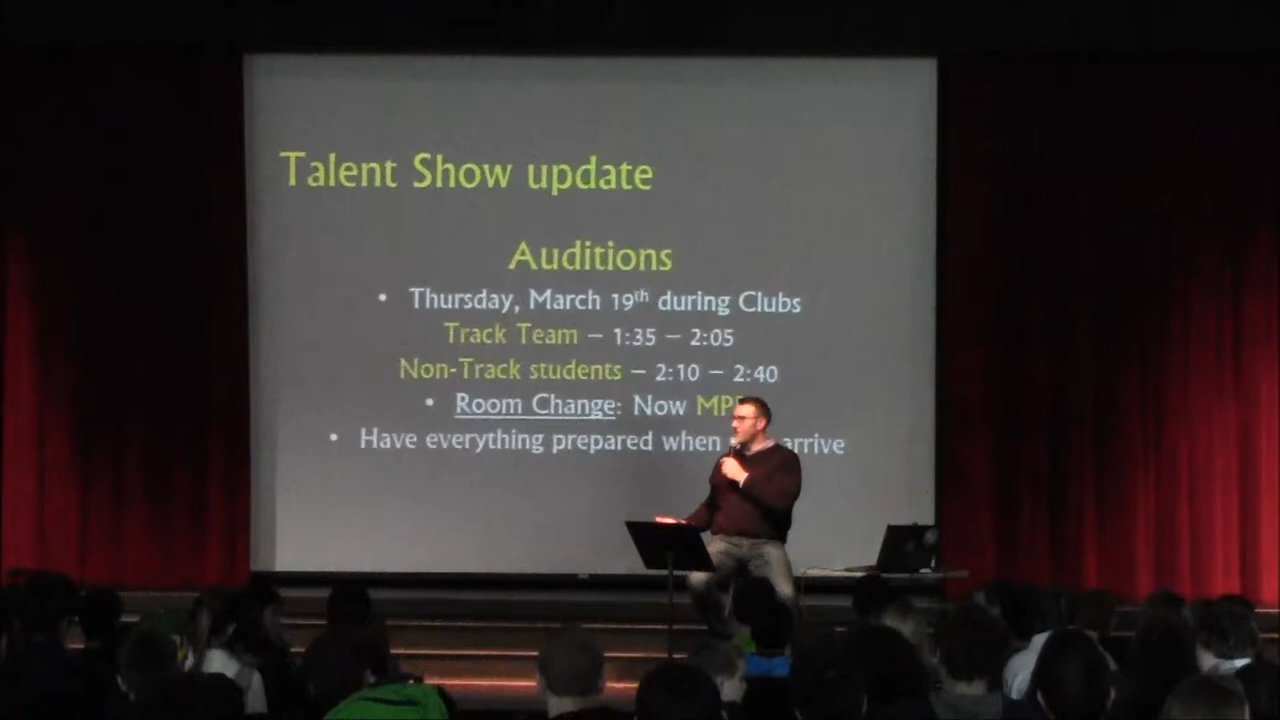 Talent Show update
Auditions
• Thursday, March 19th during Clubs
Track Team – 1:35 – 2:05
Non-Track students – 2:10 – 2:40
• Room Change: Now
• Have everything prepared when arrive